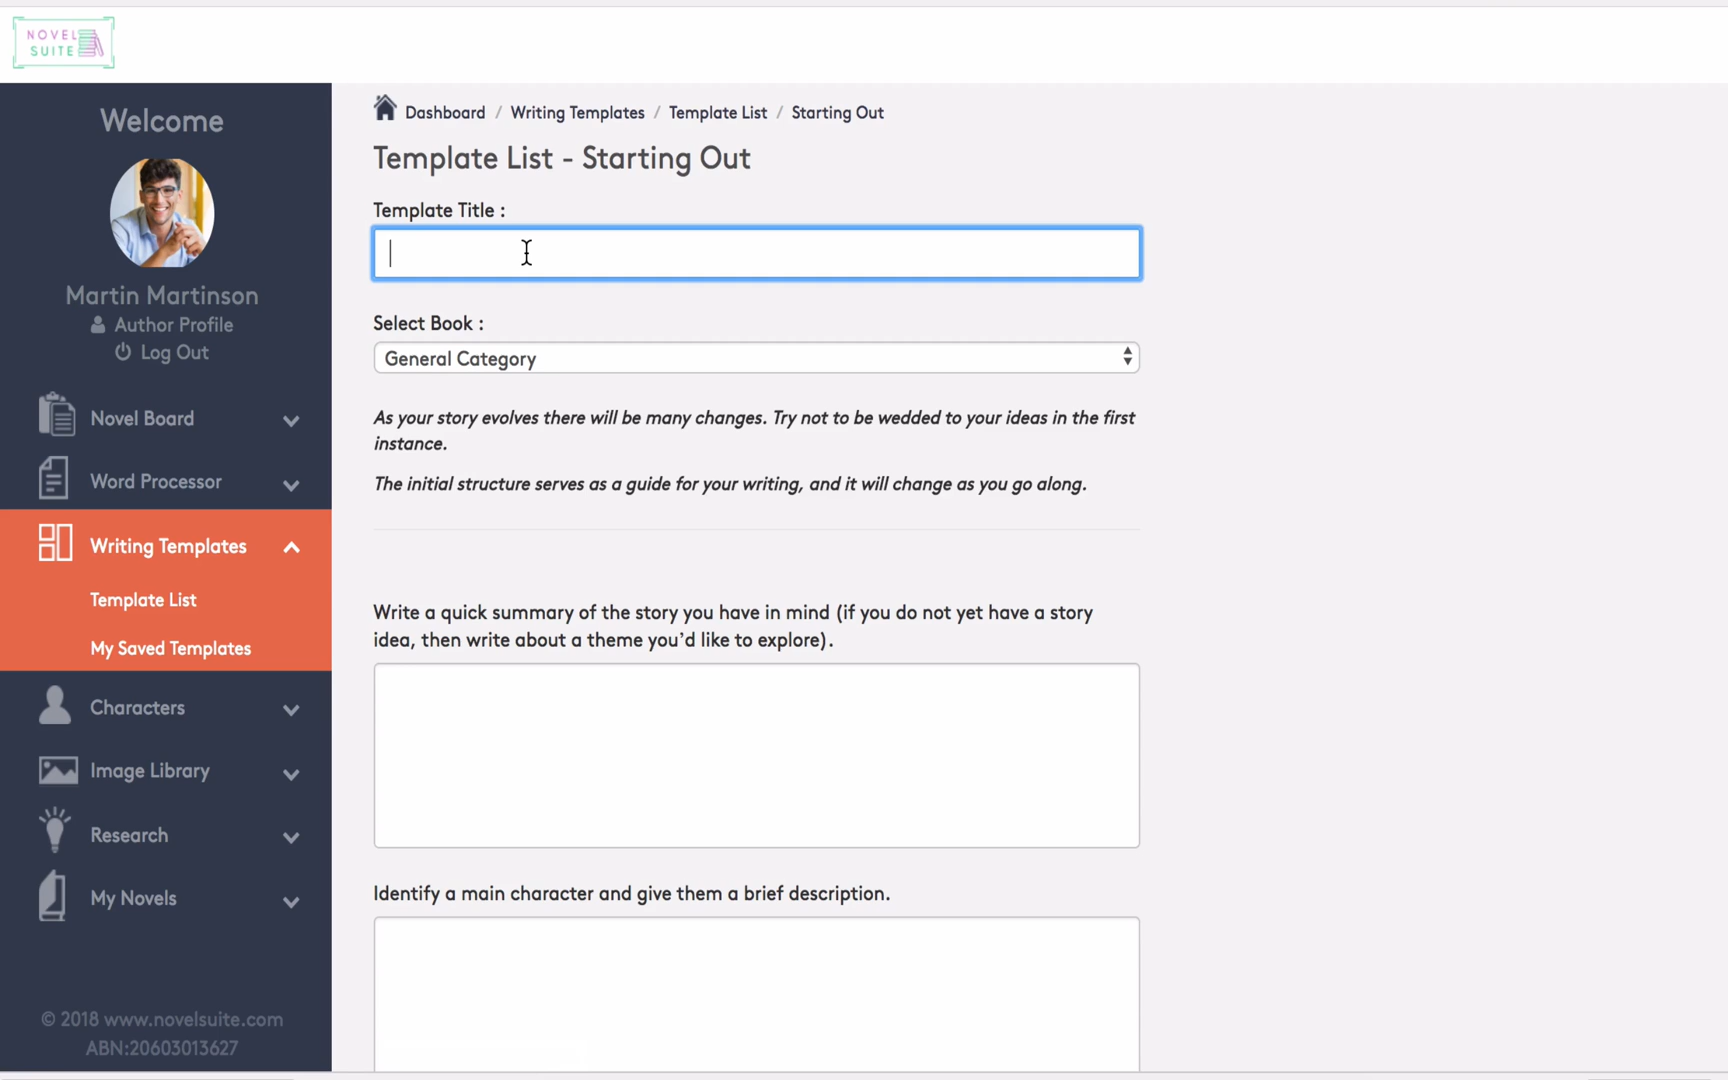 NOVEL
SUITE
Welcome
Martin Martinson
Author Profile
Log Out
Novel Board
Word Processor
Writing Templates
Template List
My Saved Templates
Characters
Image Library
Research
My Novels
© 2018 www.novelsuite.com
ABN:20603013627
Dashboard / Writing Templates / Template List / Starting Out
Template List - Starting Out
Template Title :
Select Book :
General Category
As your story evolves there will be many changes. Try not to be wedded to your ideas in the first
instance.
The initial structure serves as a guide for your writing, and it will change as you go along.
Write a quick summary of the story you have in mind (if you do not yet have a story
idea, then write about a theme you’d like to explore).
Identify a main character and give them a brief description.